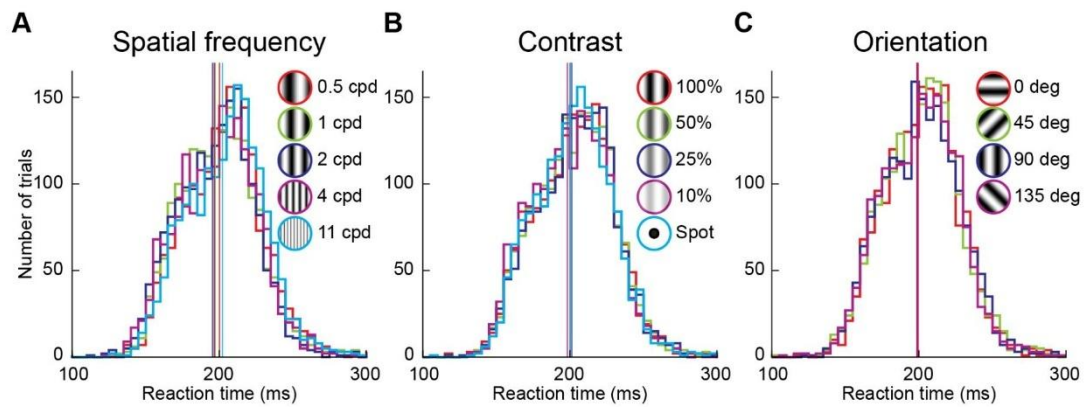 A
Spatial frequency
Number of trials
150
100
50
0
100
200
300
Reaction time (ms)
0.5 cpd
1 cpd
2 cpd
4 cpd
11 cpd
B
Contrast
150
100
50
0
100
200
300
Reaction time (ms)
100%
50%
25%
10%
Spot
C
Orientation
150
100
50
0
100
200
300
Reaction time (ms)
0 deg
45 deg
90 deg
135 deg